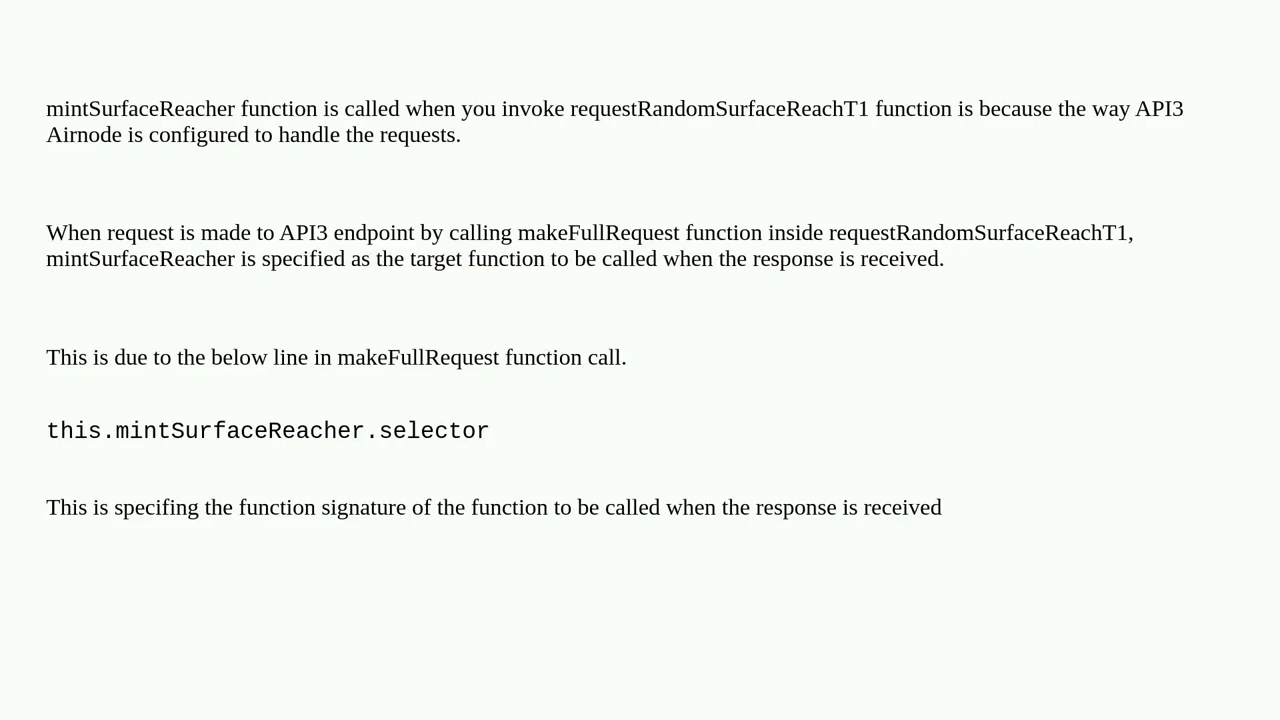 mintSurfaceReacher function is called when you invoke requestRandomSurfaceReachT1 function is because the way API3
Airnode is configured to handle the requests.
When request is made to API3 endpoint by calling makeFullRequest function inside requestRandomSurfaceReachT1,
mintSurfaceReacher is specified as the target function to be called when the response is received.
This is due to the below line in makeFullRequest function call.
this.mintSurfaceReacher.selector
This is specifing the function signature of the function to be called when the response is received